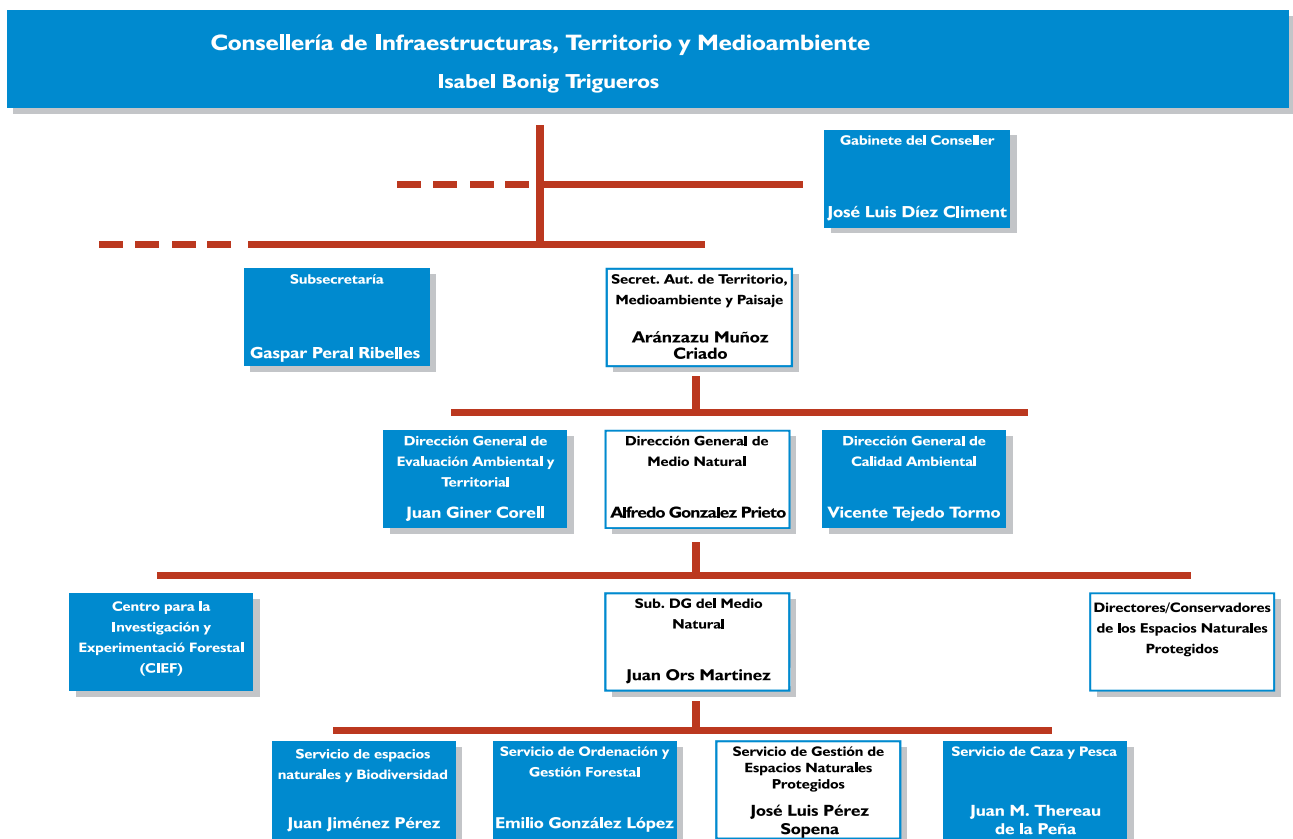 Consellería de Infraestructuras, Territorio y Medioambiente
Isabel Bonig Trigueros
Gabinete del Conseller
José Luis Díez Climent
Subsecretaría
Gaspar Peral Ribelles
Secret. Aut. de Territorio,
Medioambiente y Paisaje
Aránzazu Muñoz
Criado
Dirección General de
Evaluación Ambiental y
Territorial
Juan Giner Corell
Dirección General de
Medio Natural
Alfredo Gonzalez Prieto
Dirección General de
Calidad Ambiental
Vicente Tejedo Tormo
Centro para la
Investigación y
Experimentació Forestal
(CIEF)
Sub. DG del Medio
Natural
Juan Ors Martinez
Directores/Conservadores
de los Espacios Naturales
Protegidos
Servicio de espacios
naturales y Biodiversidad
Juan Jiménez Pérez
Servicio de Ordenación y
Gestión Forestal
Emilio González López
Servicio de Gestión de
Espacios Naturales
Protegidos
José Luis Pérez
Sopena
Servicio de Caza y Pesca
Juan M. Thereau
de la Peña